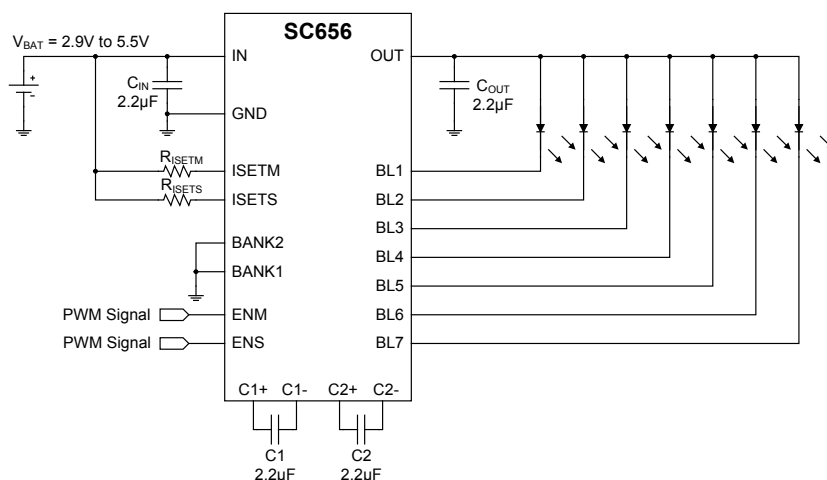 SC656
V_BAT = 2.9V to 5.5V
IN
OUT
C_IN
2.2µF
C_OUT
2.2µF
GND
R_ISETM
ISETM
BL1
R_ISETS
ISETS
BL2
BL3
BANK2
BL4
BANK1
BL5
PWM Signal
ENM
BL6
PWM Signal
ENS
BL7
C1+ C1- C2+ C2-
C1
2.2µF
C2
2.2µF